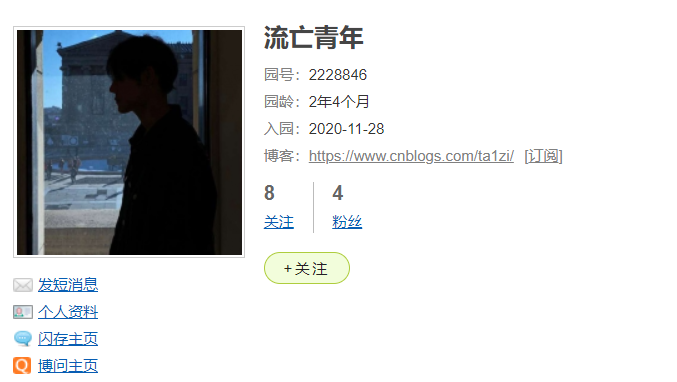 流亡青年
园号：2228846
园龄：2年4个月
入园：2020-11-28
博客：https://www.cnblogs.com/ta1zi/ [订阅]
8 4
关注 粉丝
+关注
发短消息
个人资料
闪存主页
博问主页